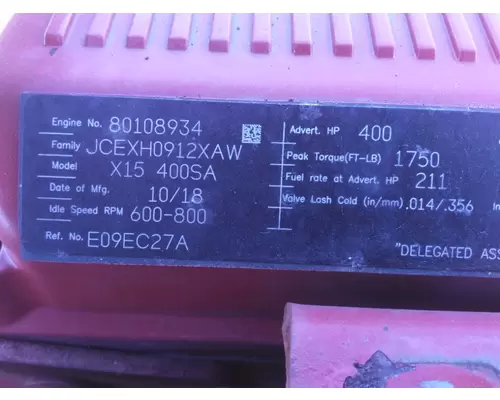 Engine No. 80108934
Family JCEXH0912XAW
Model X15 400SA
Date of Mfg. 10/18
Idle Speed RPM 600-800
Ref. No. E09EC27A
Advert. HP 400
Peak Torque(FT-LB) 1750
Fuel rate at Advert. HP 211
Valve Lash Cold (in/mm) .014/.356
In
"DELEGATED ASS